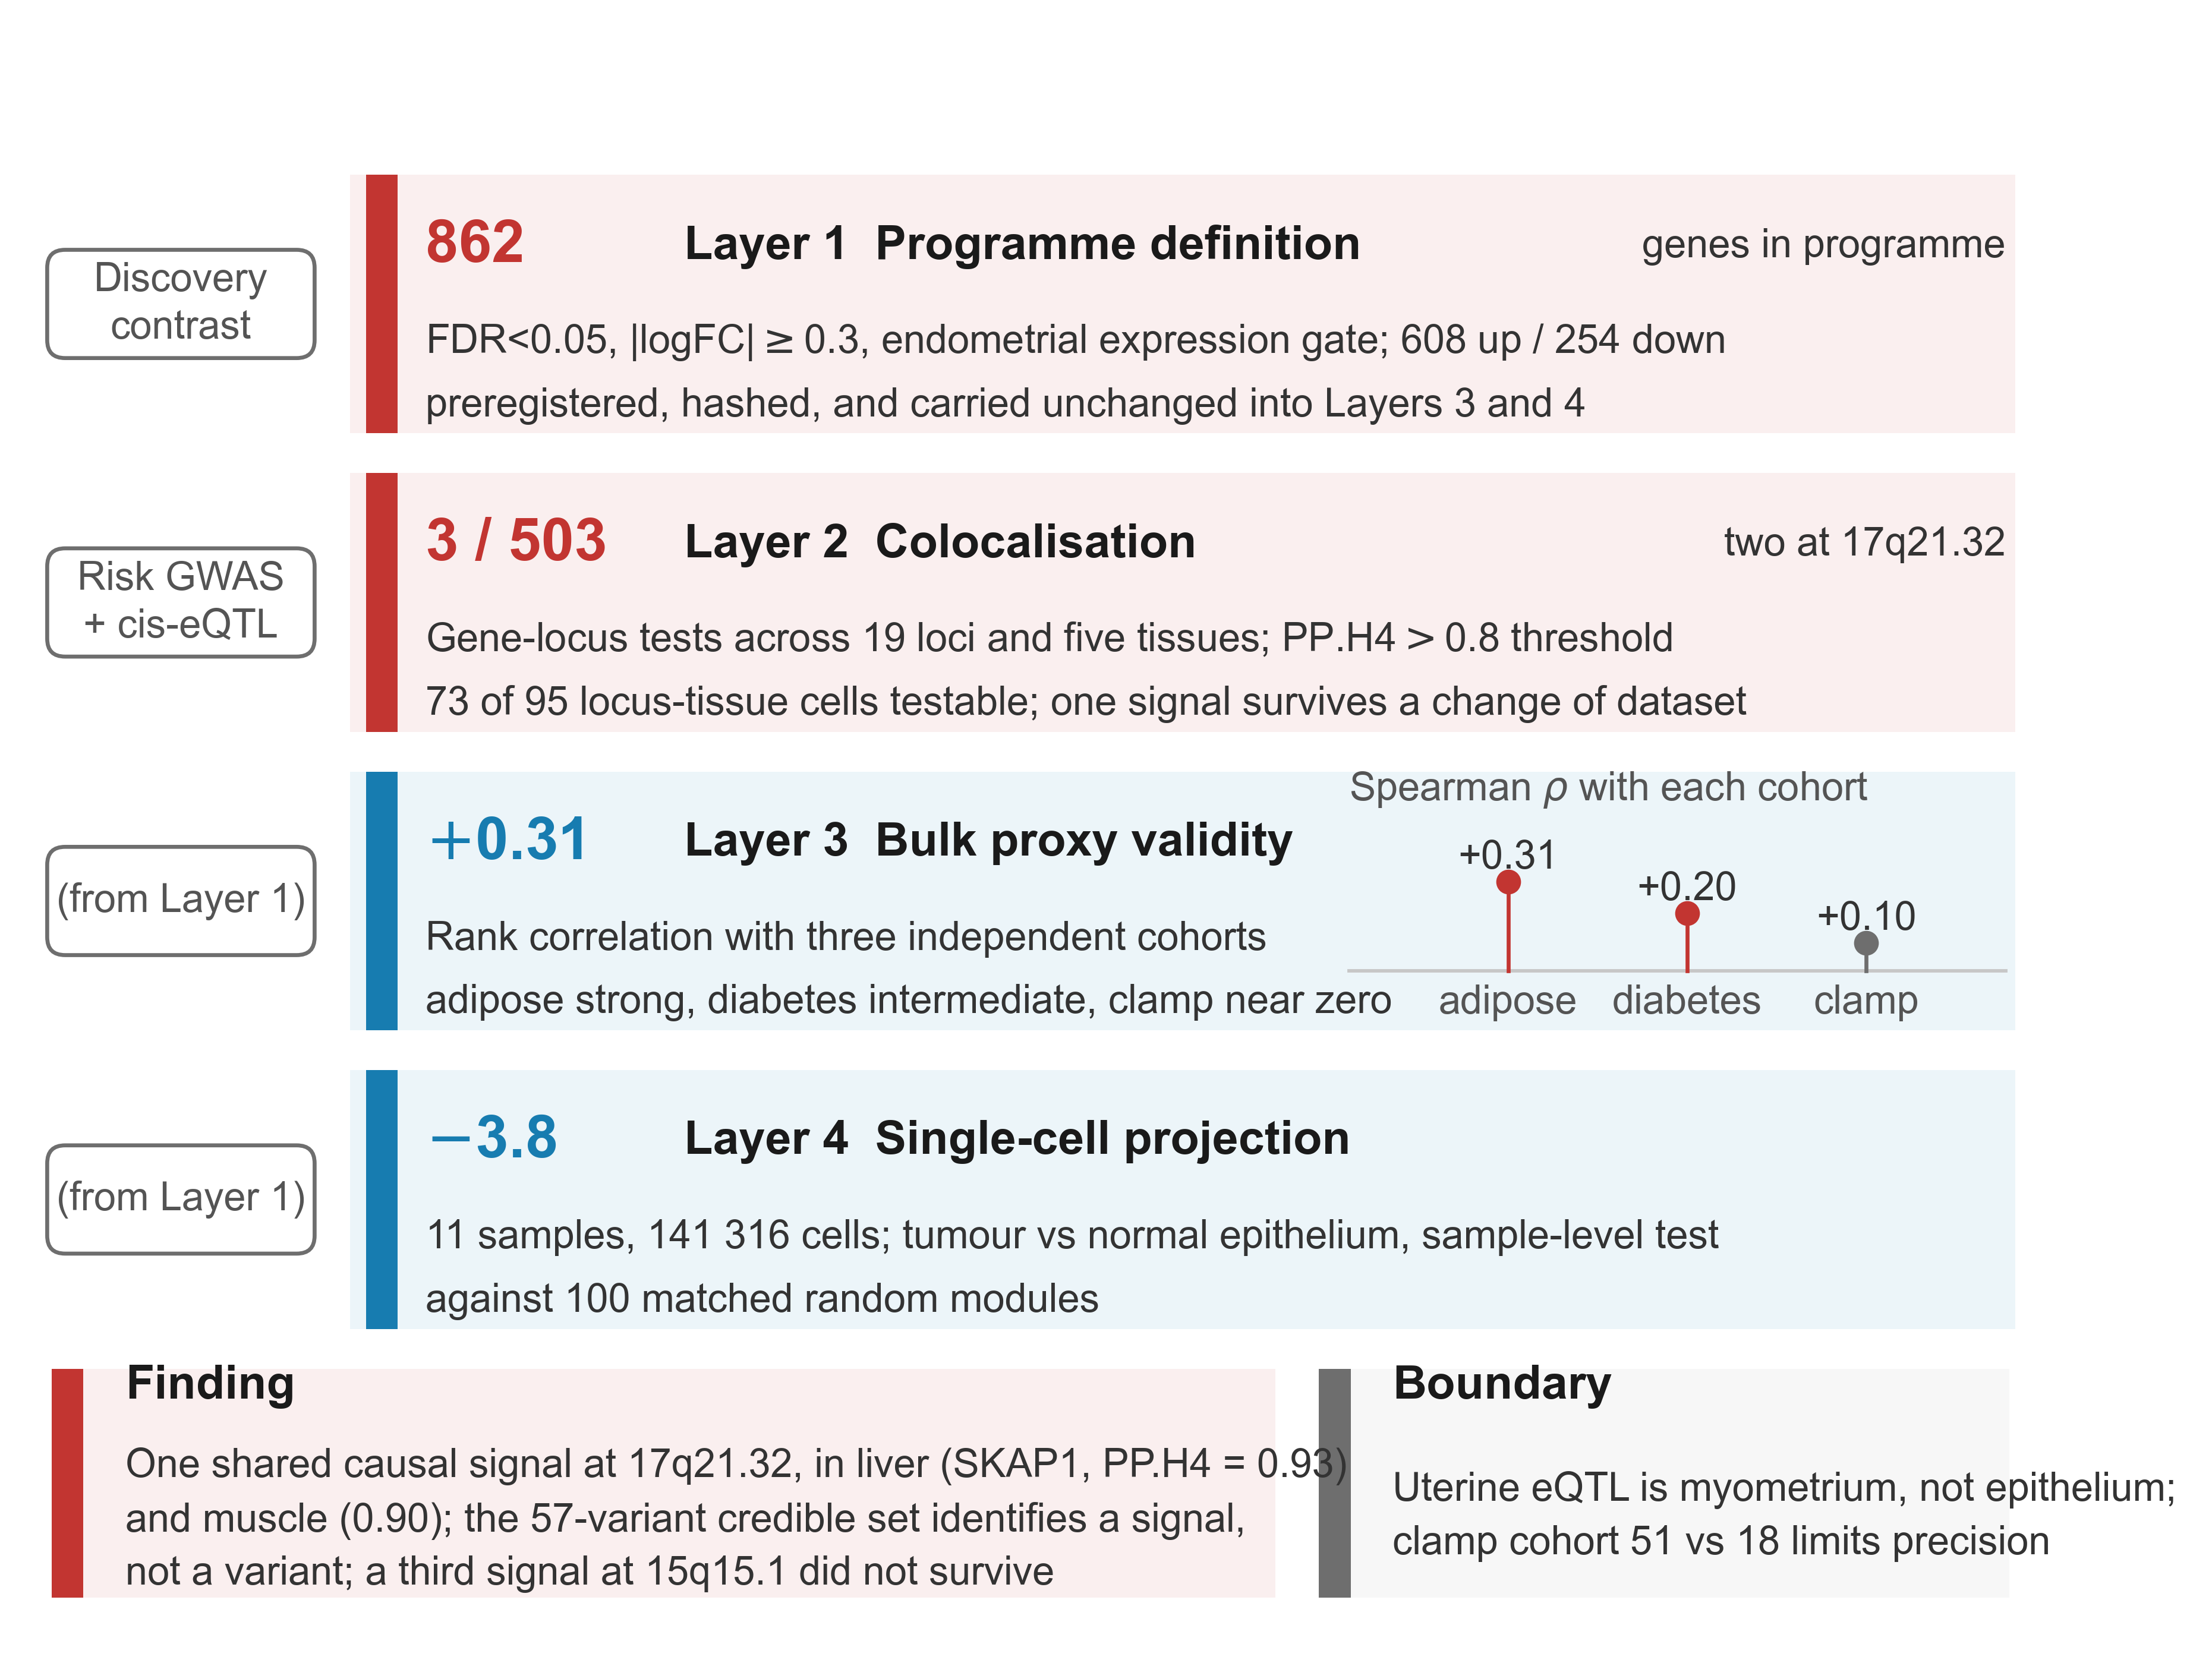 Discovery
contrast
862 Layer 1 Programme definition genes in programme
FDR<0.05, |logFC| ≥ 0.3, endometrial expression gate; 608 up / 254 down
preregistered, hashed, and carried unchanged into Layers 3 and 4
Risk GWAS
+ cis-eQTL
3 / 503 Layer 2 Colocalisation two at 17q21.32
Gene-locus tests across 19 loci and five tissues; PP.H4 > 0.8 threshold
73 of 95 locus-tissue cells testable; one signal survives a change of dataset
(from Layer 1)
+0.31 Layer 3 Bulk proxy validity
Rank correlation with three independent cohorts
adipose strong, diabetes intermediate, clamp near zero
Spearman ρ with each cohort
+0.31
+0.20
+0.10
adipose diabetes clamp
(from Layer 1)
−3.8 Layer 4 Single-cell projection
11 samples, 141 316 cells; tumour vs normal epithelium, sample-level test
against 100 matched random modules
Finding
One shared causal signal at 17q21.32, in liver (SKAP1, PP.H4 = 0.93)
and muscle (0.90); the 57-variant credible set identifies a signal,
not a variant; a third signal at 15q15.1 did not survive
Boundary
Uterine eQTL is myometrium, not epithelium;
clamp cohort 51 vs 18 limits precision